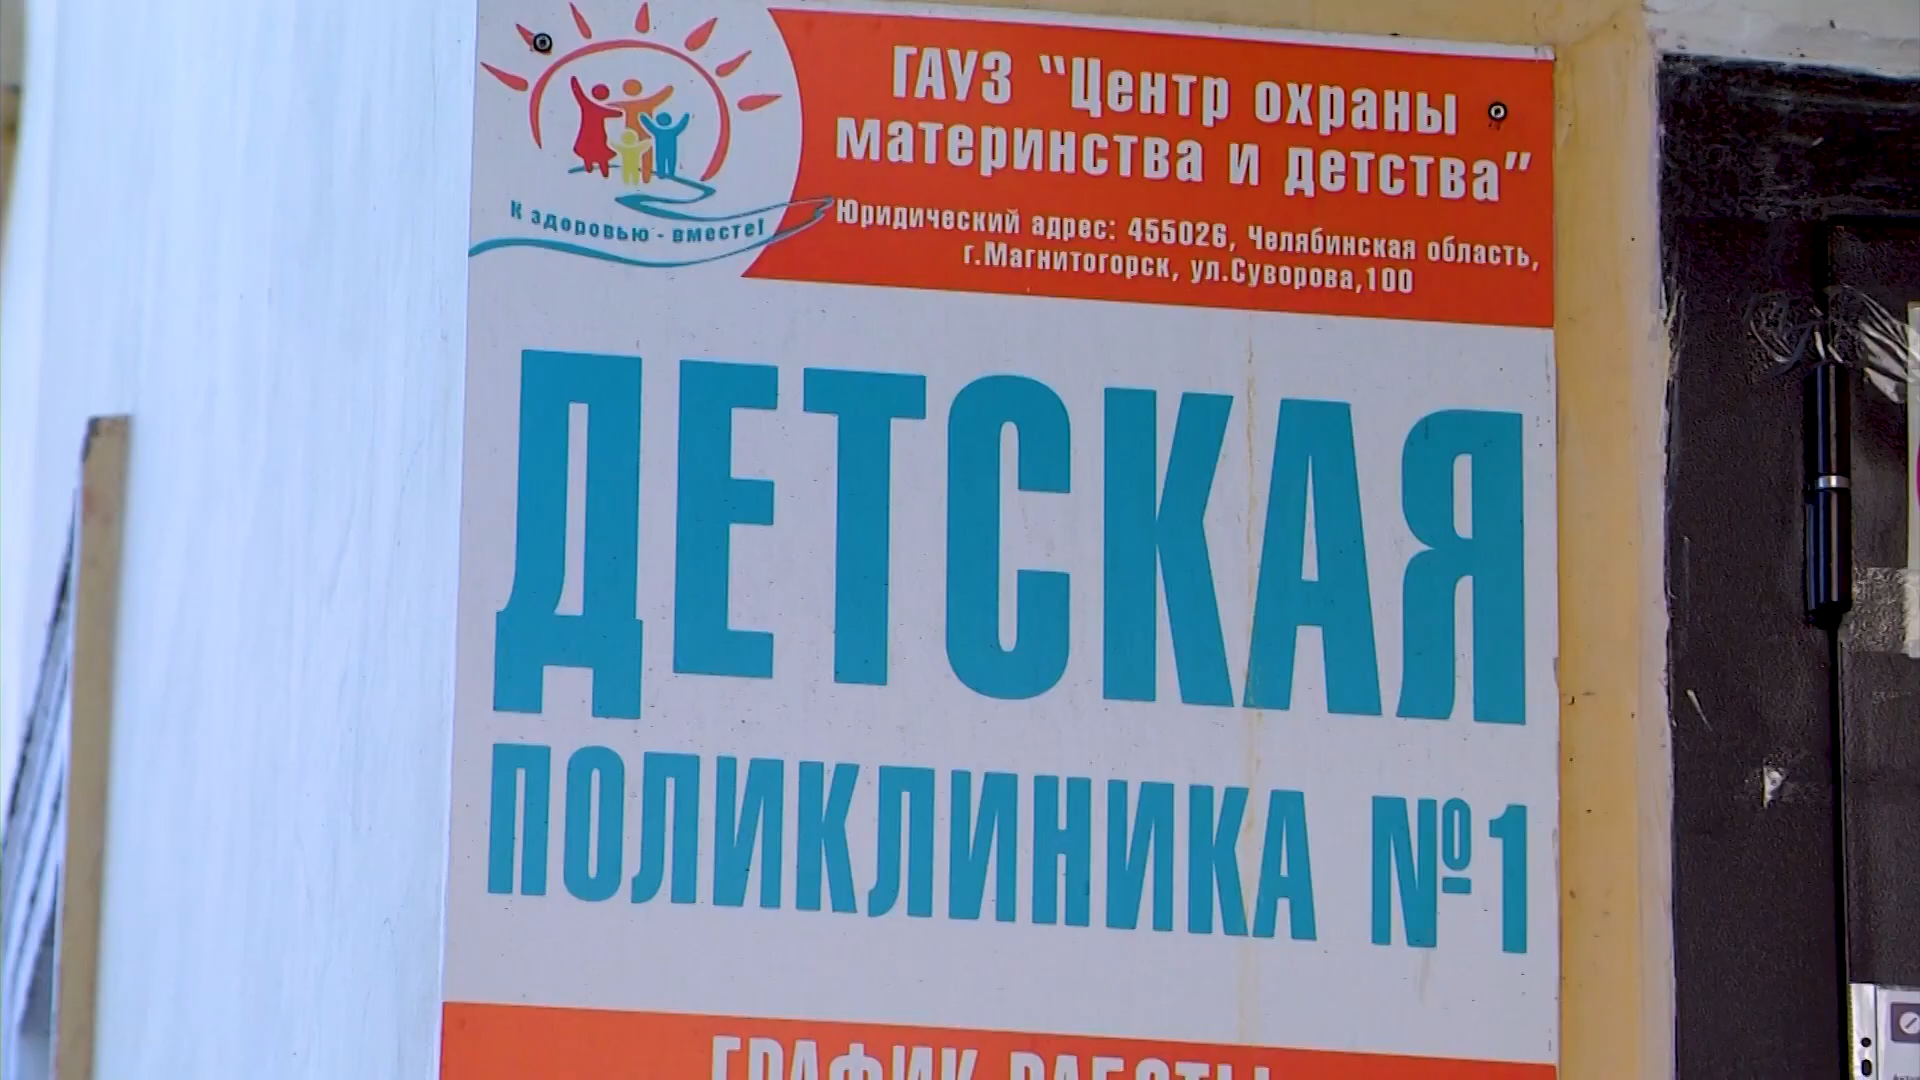 ГАУЗ "Центр охраны
материнства и детства"
К здоровью - вместе!
Юридический адрес: 455026, Челябинская область,
г.Магнитогорск, ул.Суворова,100
ДЕТСКАЯ
ПОЛИКЛИНИКА №1
ГРАФИК РАБОТЫ